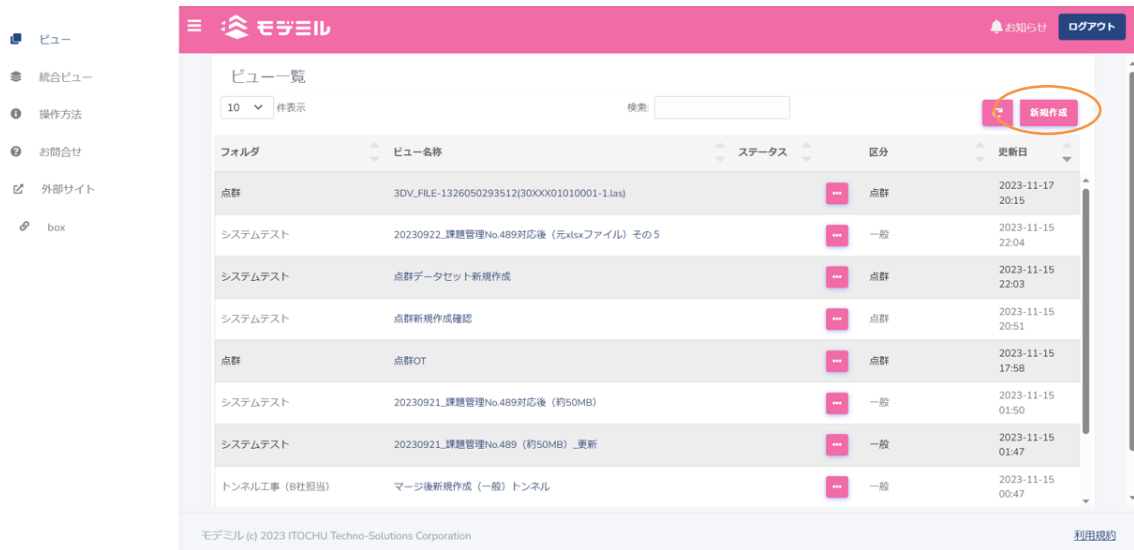 モデミル
お知らせ
ログアウト
ビュー
統合ビュー
操作方法
お問合せ
外部サイト
box
ビュー一覧
10 件表示
検索:
新規作成
フォルダ ビュー名称 ステータス 区分 更新日
点群 3DV_FILE-1326050293512(30XXX01010001-1.las) 点群 2023-11-17
20:15
システムテスト 20230922_課題管理No.489対応後（元xlsxファイル）その５ 一般 2023-11-15
22:04
システムテスト 点群データセット新規作成 点群 2023-11-15
22:03
システムテスト 点群新規作成確認 点群 2023-11-15
20:51
点群 点群OT 点群 2023-11-15
17:58
システムテスト 20230921_課題管理No.489対応後（約50MB） 一般 2023-11-15
01:50
システムテスト 20230921_課題管理No.489（約50MB）_更新 一般 2023-11-15
01:47
トンネル工事（B社担当） マージ後新規作成（一般）トンネル 一般 2023-11-15
00:47
モデミル (c) 2023 ITOCHU Techno-Solutions Corporation
利用規約